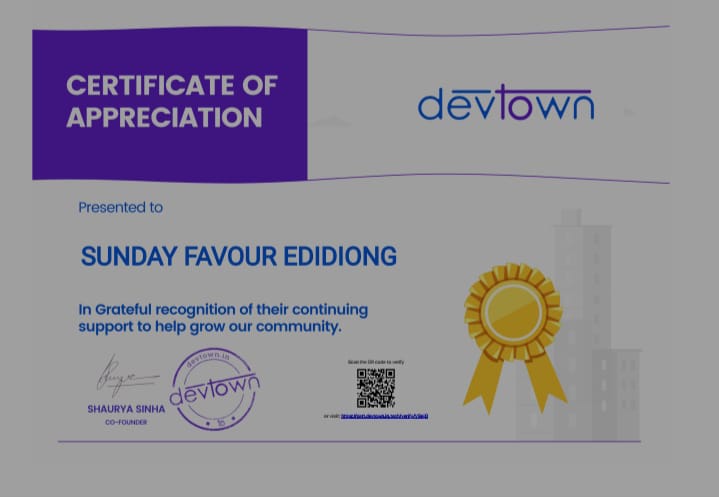 CERTIFICATE OF
APPRECIATION
devtown
Presented to
SUNDAY FAVOUR EDIDIONG
In Grateful recognition of their continuing
support to help grow our community.
devtown.in
devtown
SHAURYA SINHA
CO-FOUNDER
Scan the QR code to verify
or visit: